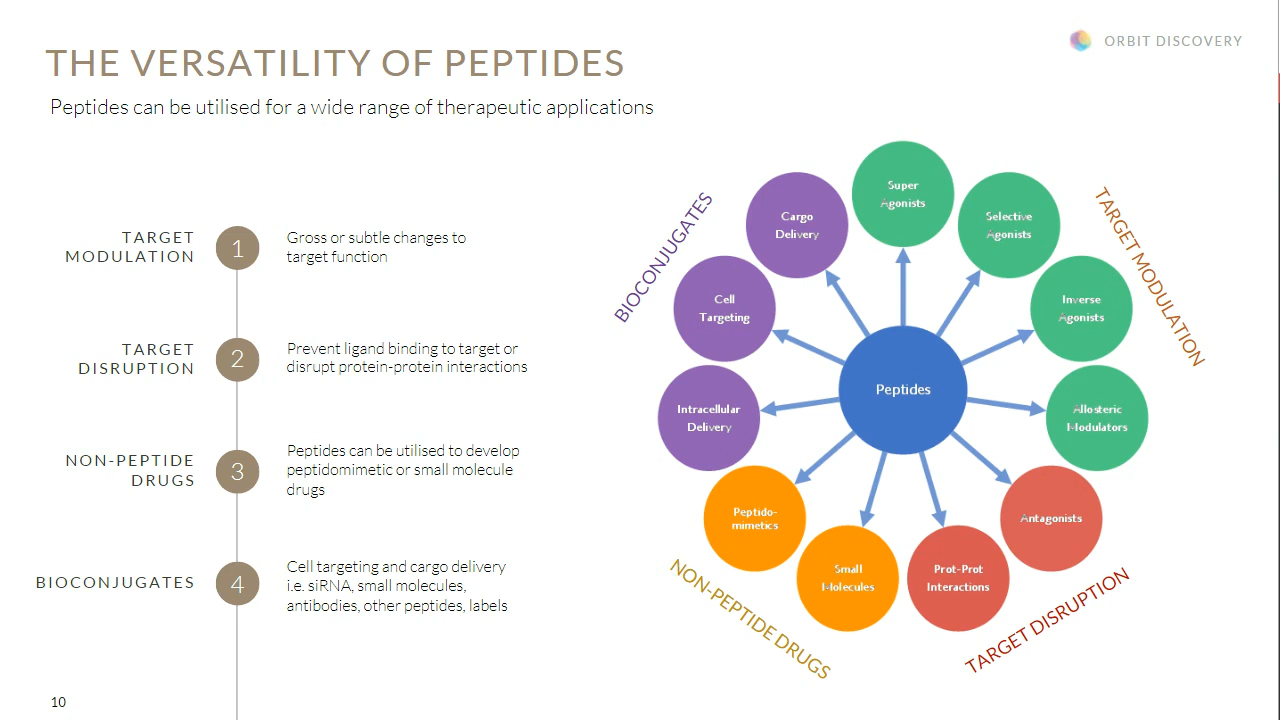 THE VERSATILITY OF PEPTIDES
ORBIT DISCOVERY
Peptides can be utilised for a wide range of therapeutic applications
TARGET
MODULATION
1
Gross or subtle changes to
target function
TARGET
DISRUPTION
2
Prevent ligand binding to target or
disrupt protein-protein interactions
NON-PEPTIDE
DRUGS
3
Peptides can be utilised to develop
peptidomimetic or small molecule
drugs
BIOCONJUGATES
4
Cell targeting and cargo delivery
i.e. siRNA, small molecules,
antibodies, other peptides, labels
10
BIOCONJUGATES
TARGET MODULATION
NON-PEPTIDE DRUGS
TARGET DISRUPTION
Peptides
Super
Agonists
Selective
Agonists
Inverse
Agonists
Allosteric
Modulators
Antagonists
Prot-Prot
Interactions
Small
Molecules
Peptido-
mimetics
Intracellular
Delivery
Cell
Targeting
Cargo
Delivery